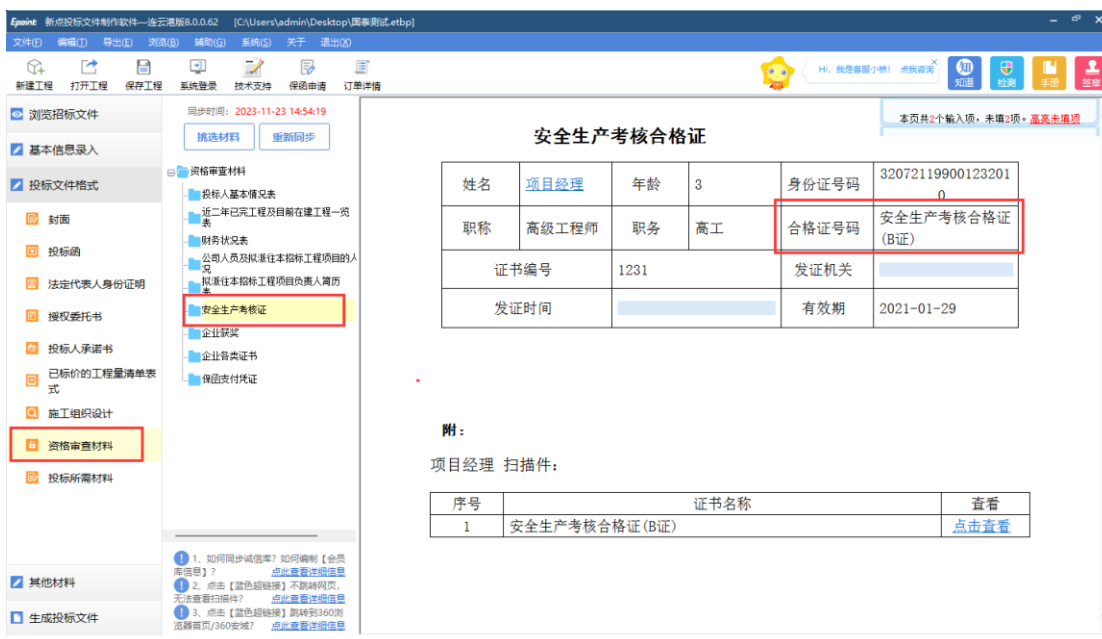 Epoint 新点投标文件制作软件—连云港版8.0.0.62 [C:\Users\admin\Desktop\国泰测试.etbp]
文件(F) 编辑(T) 导出(E) 浏览(B) 辅助(G) 系统(S) 关于 退出(X)
新建工程 打开工程 保存工程 系统登录 技术支持 保函申请 订单详情
Hi，我是客服小桥！ 点我咨询
知道 检测 手册 签章
浏览招标文件
基本信息录入
投标文件格式
封面
投标函
法定代表人身份证明
授权委托书
投标人承诺书
已标价的工程量清单表
式
施工组织设计
资格审查材料
投标所需材料
其他材料
生成投标文件
同步时间：2023-11-23 14:54:19
挑选材料 重新同步
资格审查材料
投标人基本情况表
近二年已完工程及目前在建工程一览
表
财务状况表
公司人员及拟派往本招标工程项目的人
况
拟派往本招标工程项目负责人简历
表
安全生产考核证
企业获奖
企业各类证书
保函支付凭证
1、如何同步诚信库？如何编制【会员
库信息】？ 点此查看详细信息
2、点击【蓝色超链接】不跳转网页，
无法查看扫描件？ 点此查看详细信息
3、点击【蓝色超链接】跳转到360浏
览器首页/360安域？ 点此查看详细信息
本页共2个输入项，未填2项。高亮未填项
安全生产考核合格证
姓名 项目经理 年龄 3 身份证号码 32072119900123201
0
职称 高级工程师 职务 高工 合格证号码 安全生产考核合格证
(B证)
证书编号 1231 发证机关
发证时间 有效期 2021-01-29
附：
项目经理 扫描件：
序号 证书名称 查看
1 安全生产考核合格证(B证) 点击查看